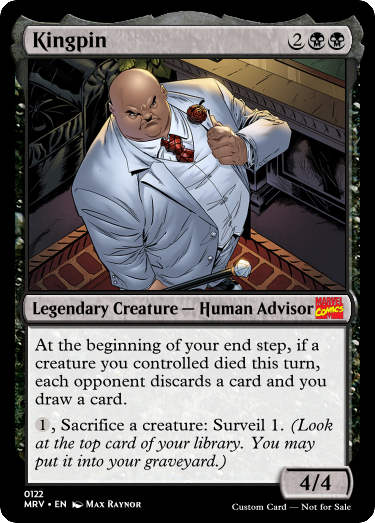 Kingpin 2
Legendary Creature — Human Advisor
MARVEL
COMICS
At the beginning of your end step, if a
creature you controlled died this turn,
each opponent discards a card and you
draw a card.
1, Sacrifice a creature: Surveil 1. (Look
at the top card of your library. You may
put it into your graveyard.)
4/4
0122
MRV • EN Max Raynor
Custom Card — Not for Sale